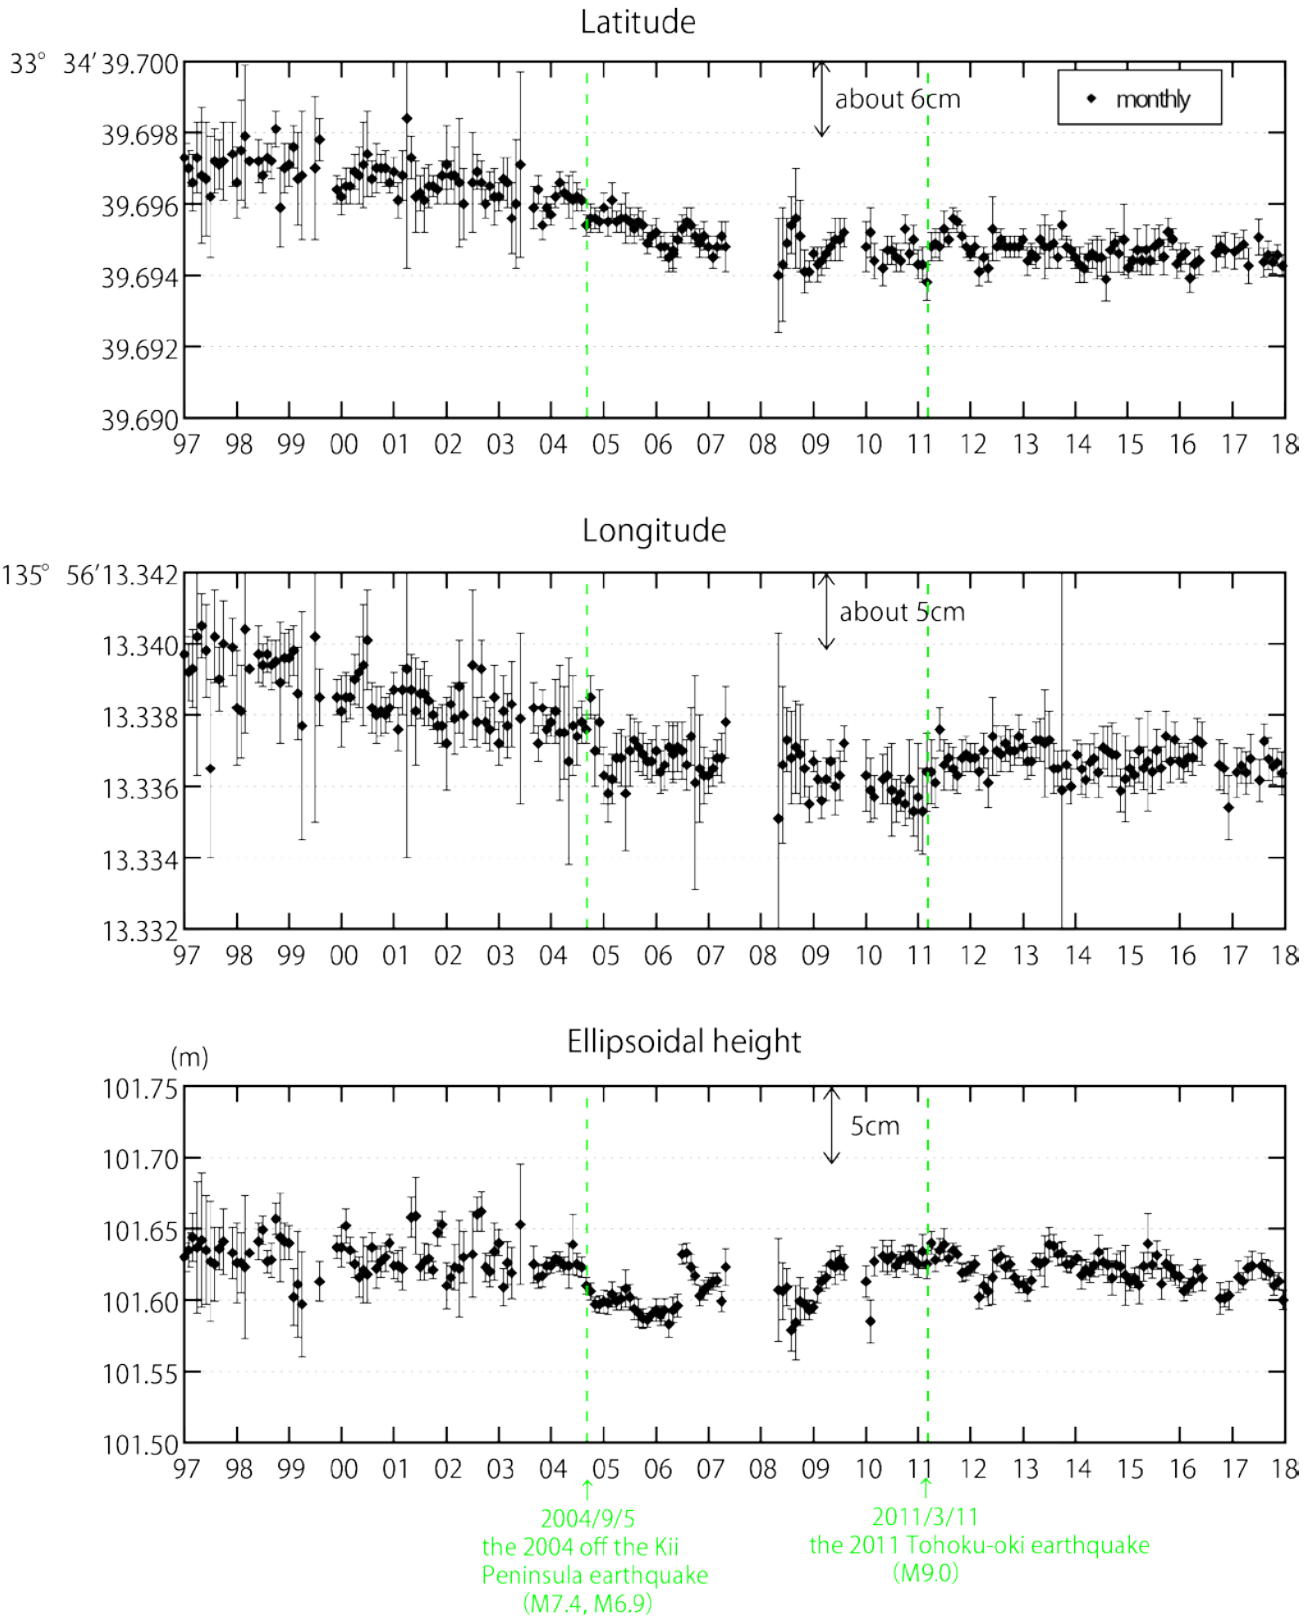 Latitude
33° 34′ 39.700
about 6cm
monthly
39.698
39.696
39.694
39.692
39.690
97 98 99 00 01 02 03 04 05 06 07 08 09 10 11 12 13 14 15 16 17 18
Longitude
135° 56′ 13.342
about 5cm
13.340
13.338
13.336
13.334
13.332
97 98 99 00 01 02 03 04 05 06 07 08 09 10 11 12 13 14 15 16 17 18
Ellipsoidal height
(m)
101.75
5cm
101.70
101.65
101.60
101.55
101.50
97 98 99 00 01 02 03 04 05 06 07 08 09 10 11 12 13 14 15 16 17 18
2004/9/5
the 2004 off the Kii
Peninsula earthquake
(M7.4, M6.9)
2011/3/11
the 2011 Tohoku-oki earthquake
(M9.0)